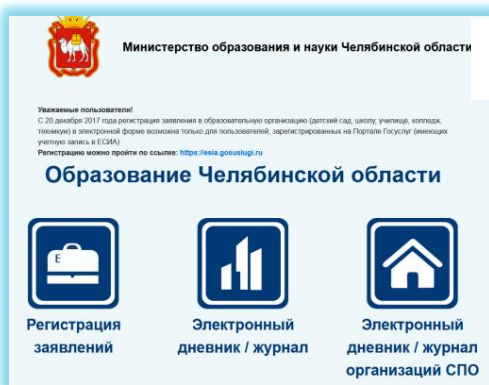 Министерство образования и науки Челябинской области
Уважаемые пользователи!
С 20 декабря 2017 года регистрация заявления в образовательную организацию (детский сад, школу, училище, колледж,
техникум) в электронной форме возможна только для пользователей, зарегистрированных на Портале Госуслуг (имеющих
учетную запись в ЕСИА)
Регистрацию можно пройти по ссылке: https://esia.gosuslugi.ru
Образование Челябинской области
E
Регистрация
заявлений
Электронный
дневник / журнал
Электронный
дневник / журнал
организаций СПО